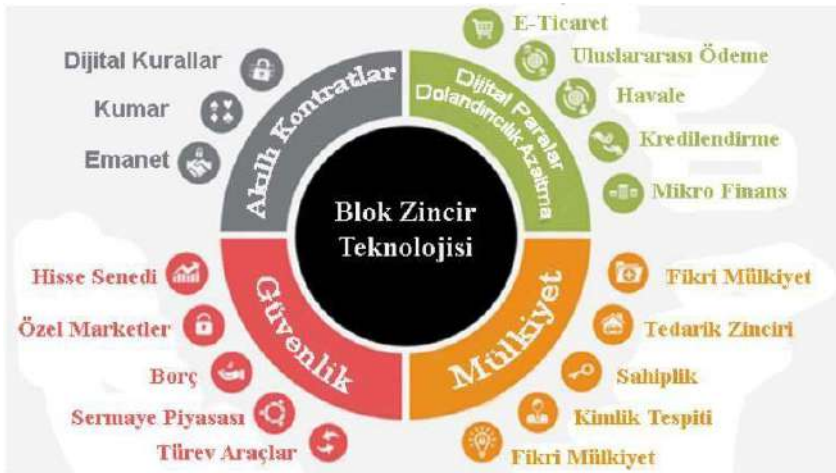 Dijital Kurallar
Kumar
Emanet
Akıllı Kontratlar
E-Ticaret
Uluslararası Ödeme
Havale
Kredilendirme
Mikro Finans
Dijital Paralar
Dolandırıcılık Azaltma
Blok Zincir
Teknolojisi
Hisse Senedi
Özel Marketler
Borç
Sermaye Piyasası
Türev Araçlar
Güvenlik
Mülkiyet
Fikri Mülkiyet
Tedarik Zinciri
Sahiplik
Kimlik Tespiti
Fikri Mülkiyet